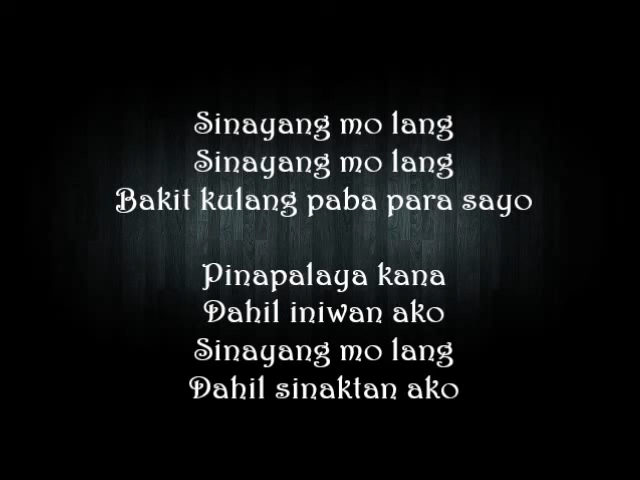 Sinayang mo lang
Sinayang mo lang
Bakit kulang paba para sayo
Pinapalaya kana
Dahil iniwan ako
Sinayang mo lang
Dahil sinaktan ako